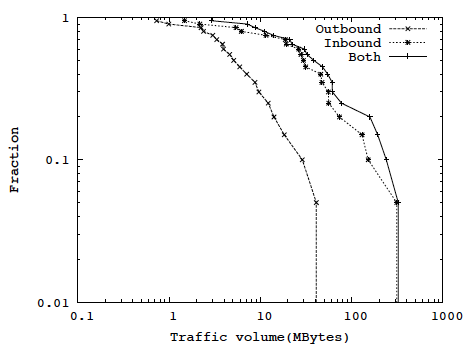 1
Outbound
Inbound
Both
Fraction
0.1
0.01
0.1 1 10 100 1000
Traffic volume(MBytes)